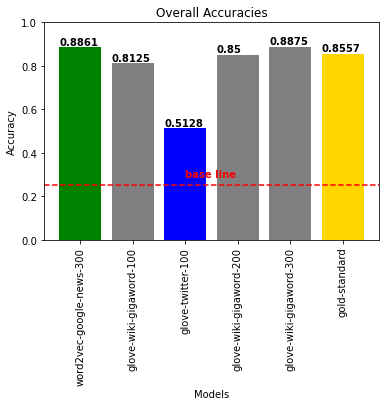 Overall Accuracies
Accuracy
1.0
0.8
0.6
0.4
0.2
0.0
0.8861
0.8125
0.5128
0.85
0.8875
0.8557
base line
word2vec-google-news-300
glove-wiki-gigaword-100
glove-twitter-100
glove-wiki-gigaword-200
glove-wiki-gigaword-300
gold-standard
Models